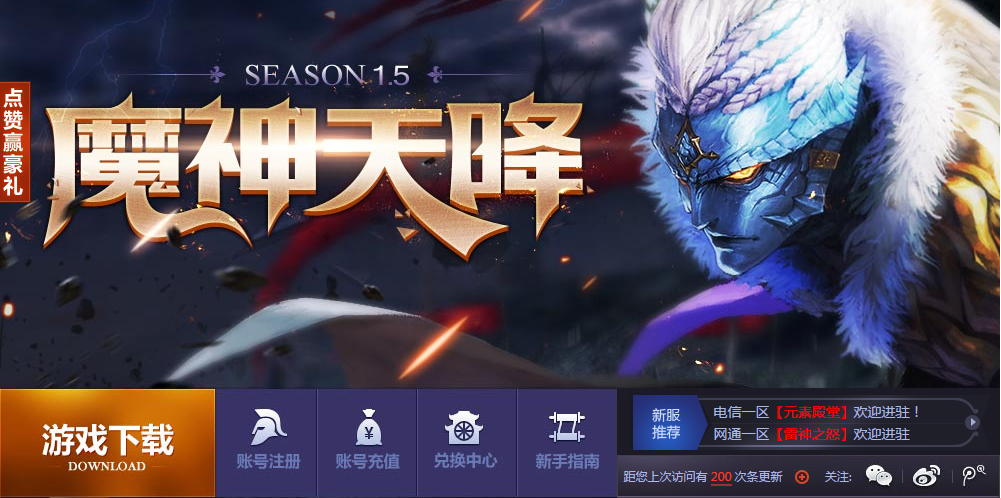 SEASON 1.5
魔神天降
点赞赢豪礼
游戏下载
DOWNLOAD
账号注册
账号充值
兑换中心
新手指南
新服
推荐
电信一区【元素殿堂】欢迎进驻！
网通一区【雷神之怒】欢迎进驻
距您上次访问有 200 次条更新
关注: